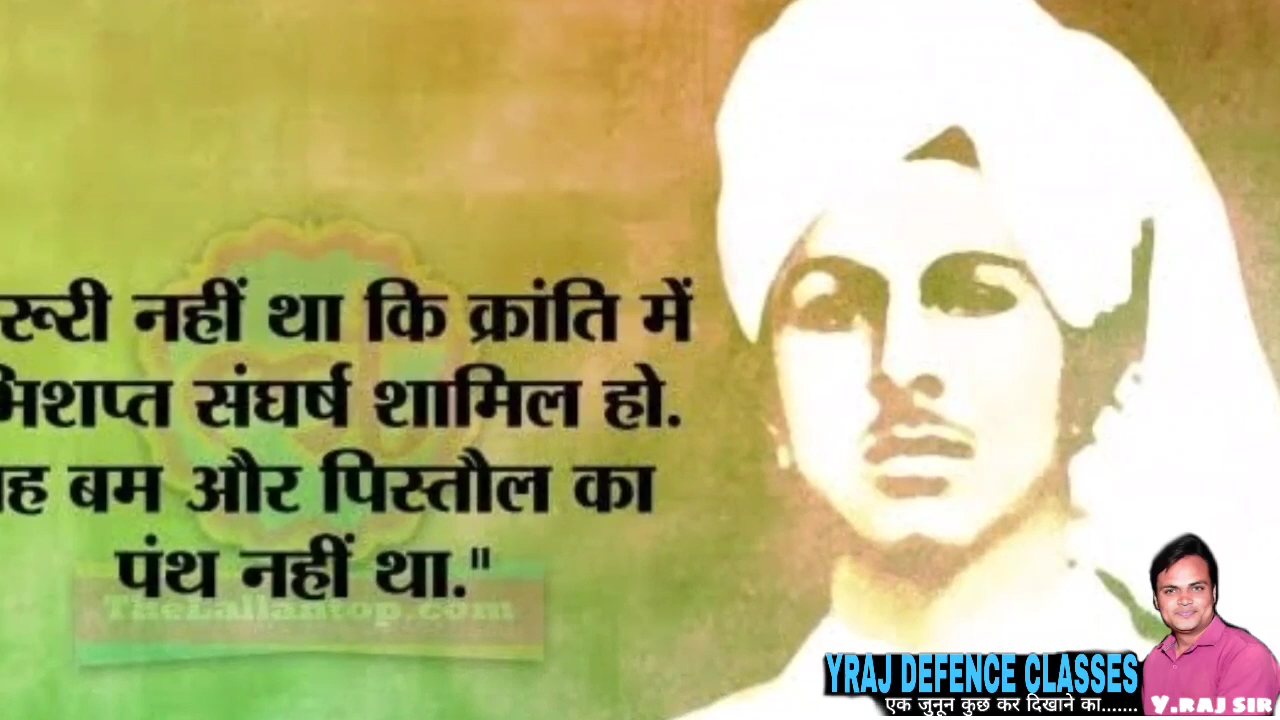 रूरी नहीं था कि क्रांति में
भिशप्त संघर्ष शामिल हो.
ह बम और पिस्तौल का
पंथ नहीं था."
TheLallantop.com
YRAJ DEFENCE CLASSES
एक जुनून कुछ कर दिखाने का.......
Y.RAJ SIR